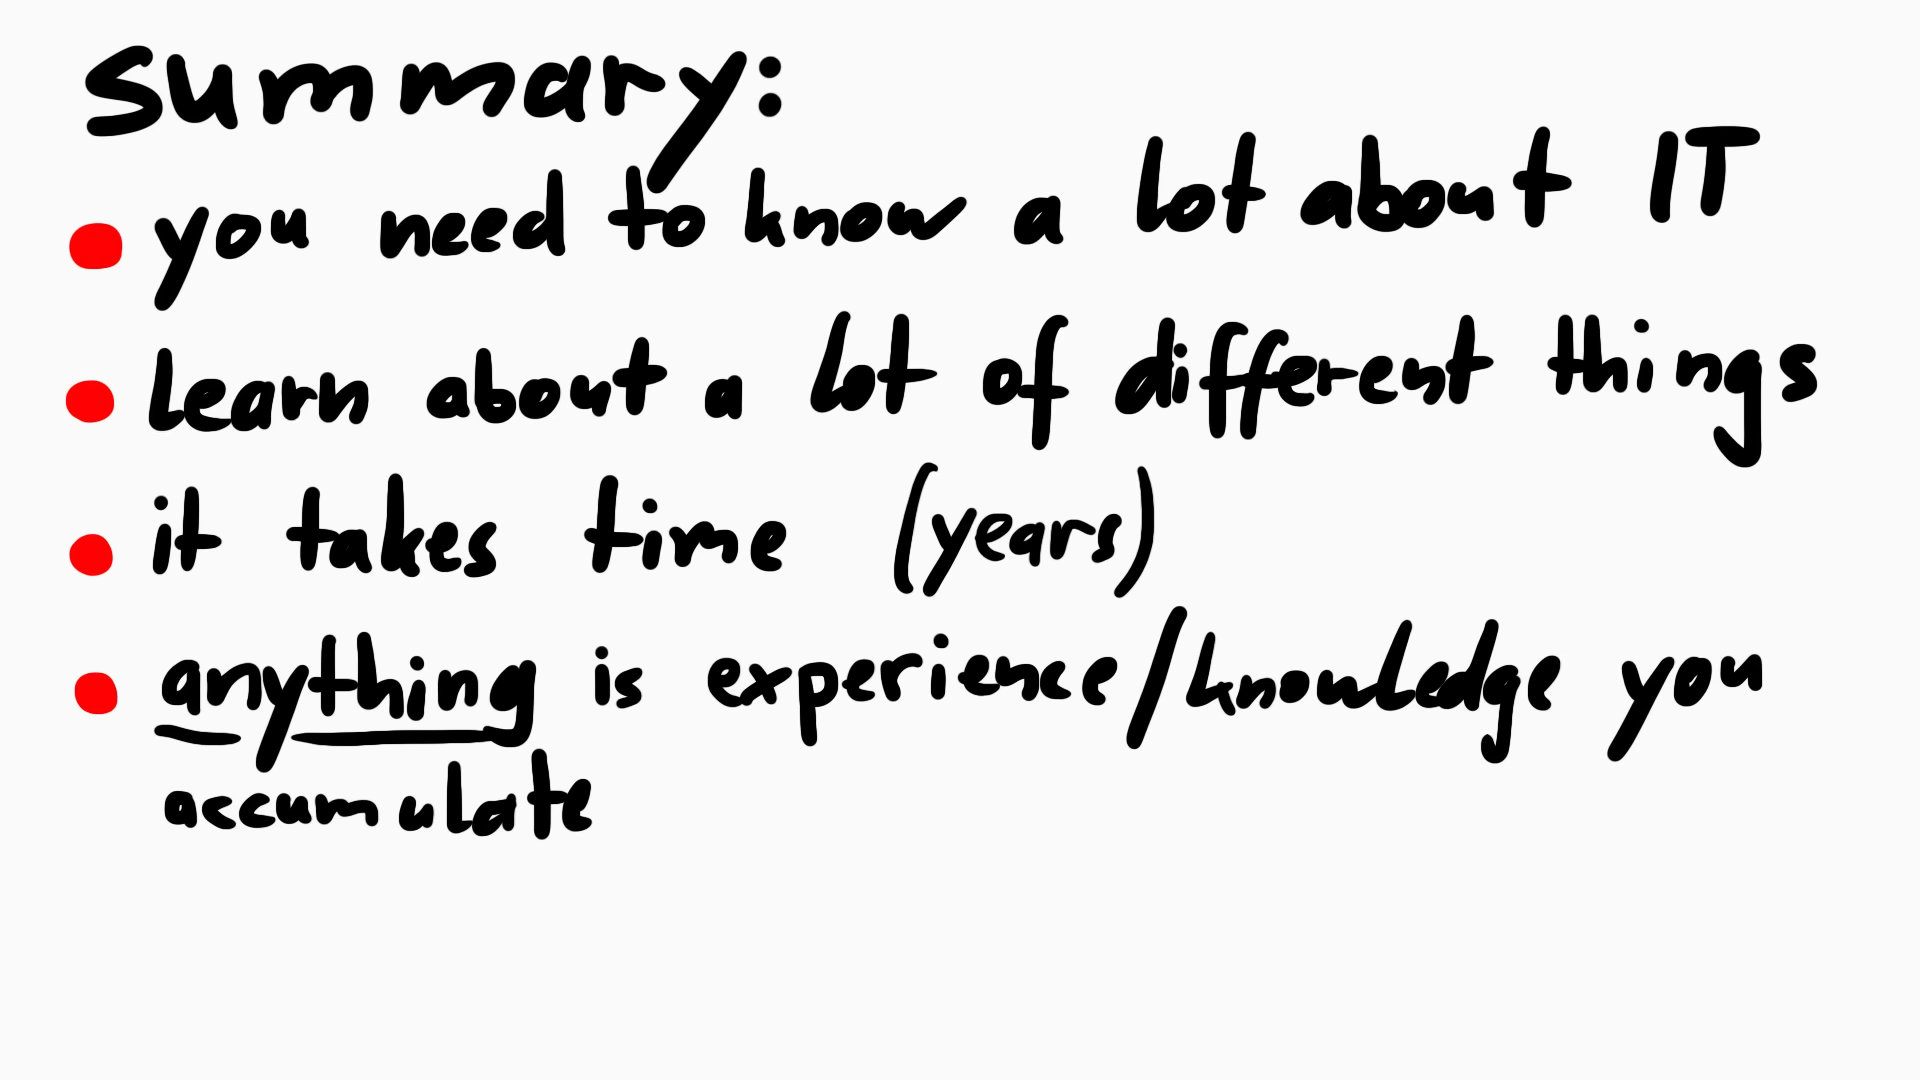 summary:
you need to know a lot about IT
learn about a lot of different things
it takes time (years)
anything is experience/knowledge you
accumulate